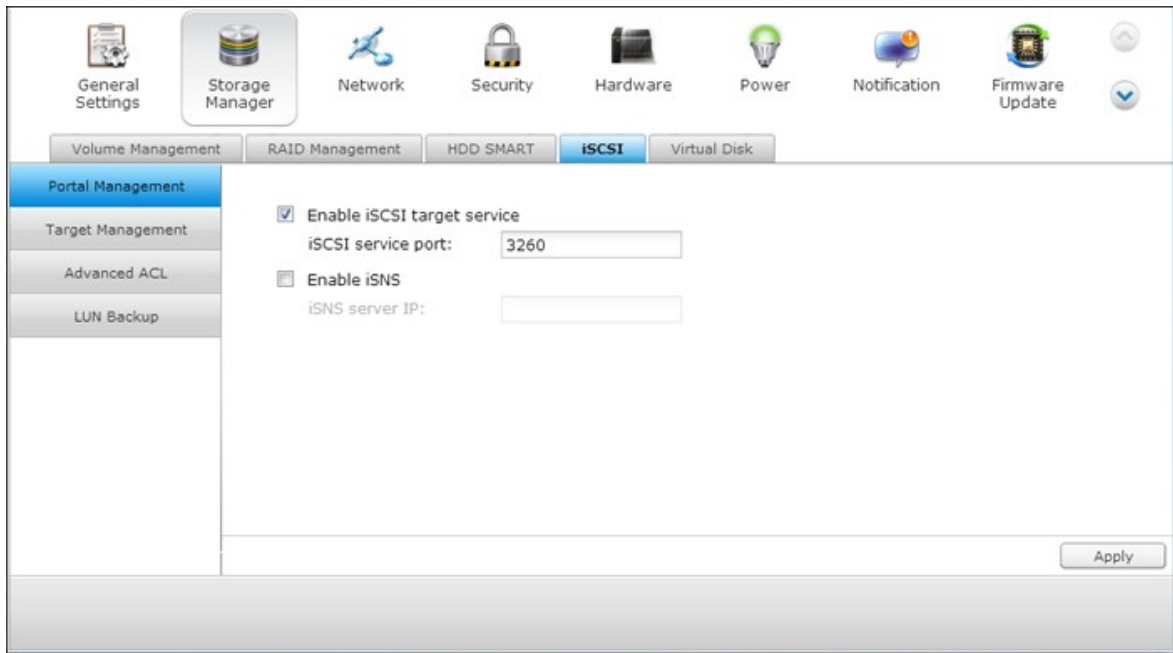 General
Settings
Storage
Manager
Network
Security
Hardware
Power
Notification
Firmware
Update
Volume Management
RAID Management
HDD SMART
iSCSI
Virtual Disk
Portal Management
Target Management
Advanced ACL
LUN Backup
Enable iSCSI target service
iSCSI service port: 3260
Enable iSNS
iSNS server IP:
Apply